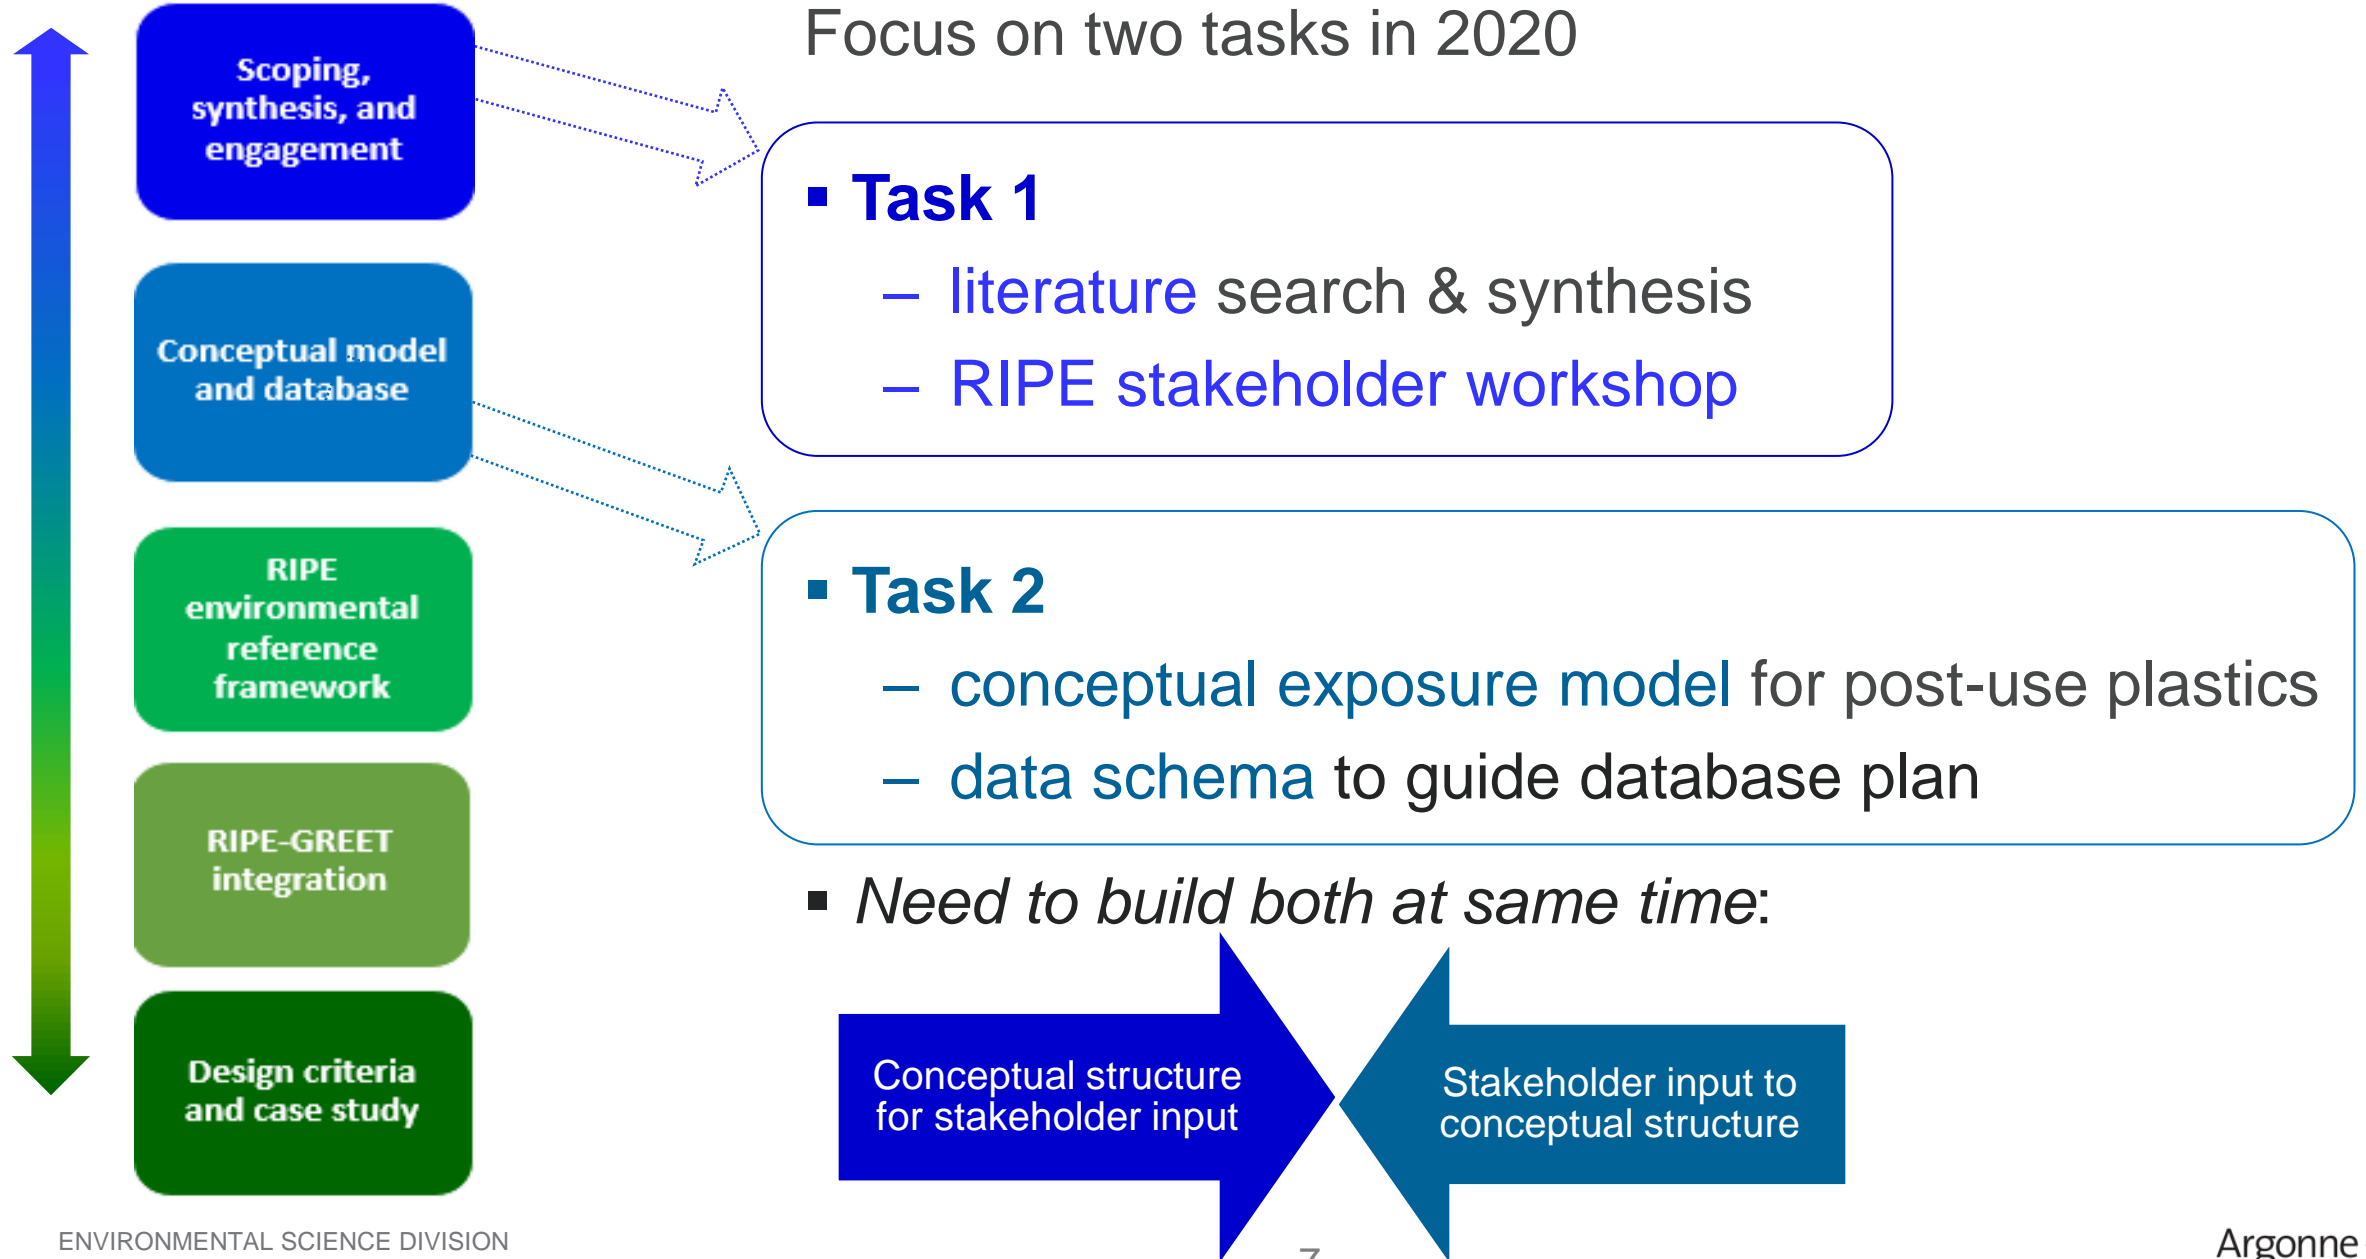 Focus on two tasks in 2020
Scoping,
synthesis, and
engagement
Conceptual model
and database
RIPE
environmental
reference
framework
RIPE-GREET
integration
Design criteria
and case study
▪ Task 1
– literature search & synthesis
– RIPE stakeholder workshop
▪ Task 2
– conceptual exposure model for post-use plastics
– data schema to guide database plan
▪ Need to build both at same time:
Conceptual structure
for stakeholder input
Stakeholder input to
conceptual structure
ENVIRONMENTAL SCIENCE DIVISION
Argonne